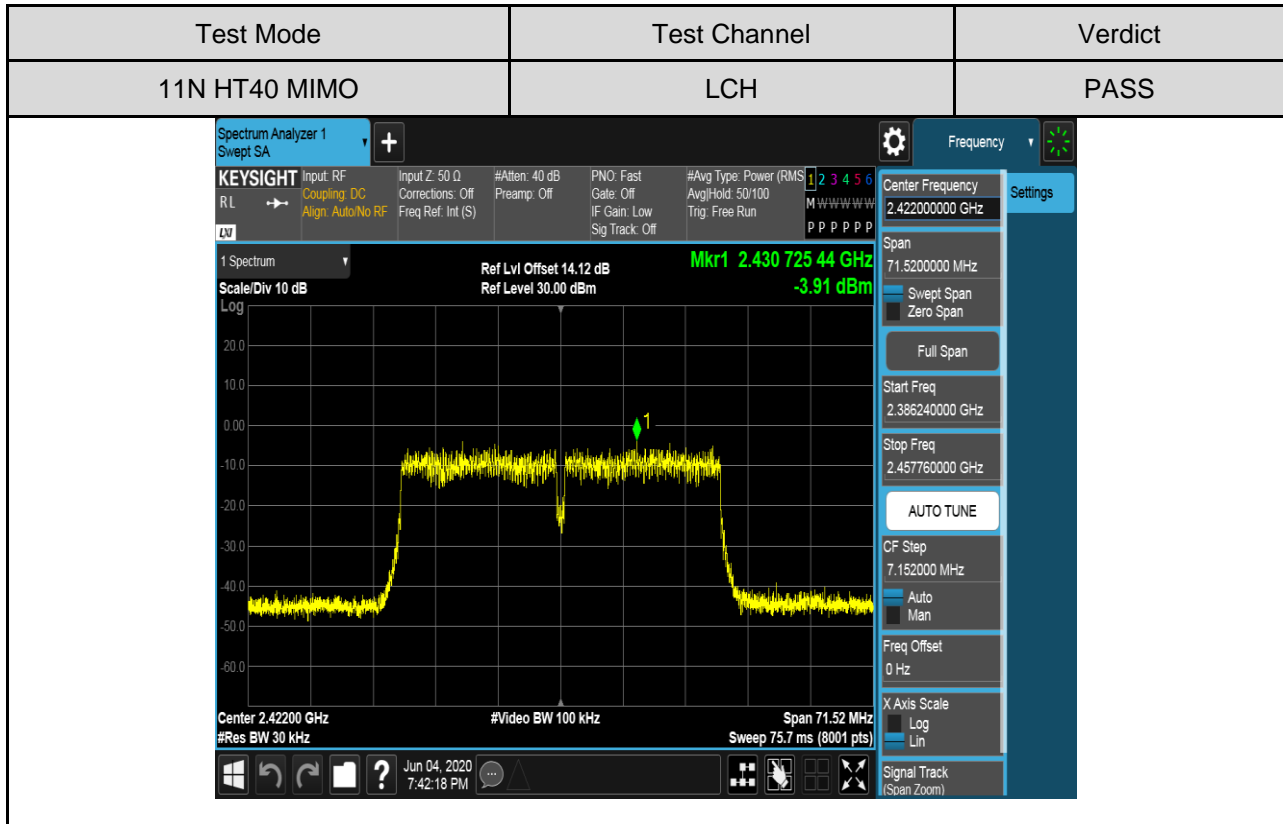 Test Mode Test Channel Verdict
11N HT40 MIMO LCH PASS
Spectrum Analyzer 1
Swept SA
+
Frequency
KEYSIGHT
RL
LXI
Input: RF
Coupling: DC
Align: Auto/No RF
Input Z: 50 Ω
Corrections: Off
Freq Ref: Int (S)
#Atten: 40 dB
Preamp: Off
PNO: Fast
Gate: Off
IF Gain: Low
Sig Track: Off
#Avg Type: Power (RMS
Avg|Hold: 50/100
Trig: Free Run
1 2 3 4 5 6
M W W W W W
P P P P P P
1 Spectrum
Scale/Div 10 dB
Log
Ref Lvl Offset 14.12 dB
Ref Level 30.00 dBm
Mkr1 2.430 725 44 GHz
-3.91 dBm
20.0
10.0
0.00
1
-10.0
-20.0
-30.0
-40.0
-50.0
-60.0
Center 2.42200 GHz
#Res BW 30 kHz
#Video BW 100 kHz
Span 71.52 MHz
Sweep 75.7 ms (8001 pts)
Center Frequency
2.422000000 GHz
Settings
Span
71.5200000 MHz
Swept Span
Zero Span
Full Span
Start Freq
2.386240000 GHz
Stop Freq
2.457760000 GHz
AUTO TUNE
CF Step
7.152000 MHz
Auto
Man
Freq Offset
0 Hz
X Axis Scale
Log
Lin
Signal Track
(Span Zoom)
?
Jun 04, 2020
7:42:18 PM